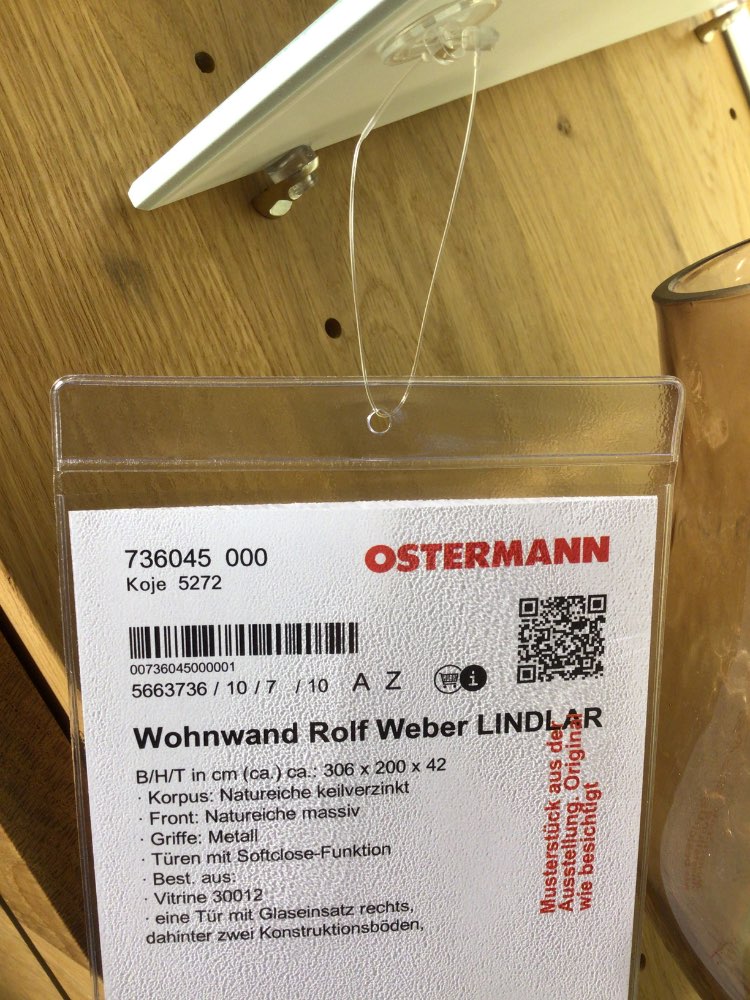 736045 000
Koje 5272
OSTERMANN
00736045000001
5663736 / 10 / 7 / 10 A Z
i
Wohnwand Rolf Weber LINDLAR
B/H/T in cm (ca.) ca.: 306 x 200 x 42
· Korpus: Natureiche keilverzinkt
· Front: Natureiche massiv
· Griffe: Metall
· Türen mit Softclose-Funktion
· Best. aus:
· Vitrine 30012
· eine Tür mit Glaseinsatz rechts,
dahinter zwei Konstruktionsböden,
Musterstück aus der
Ausstellung. Original
wie besichtigt